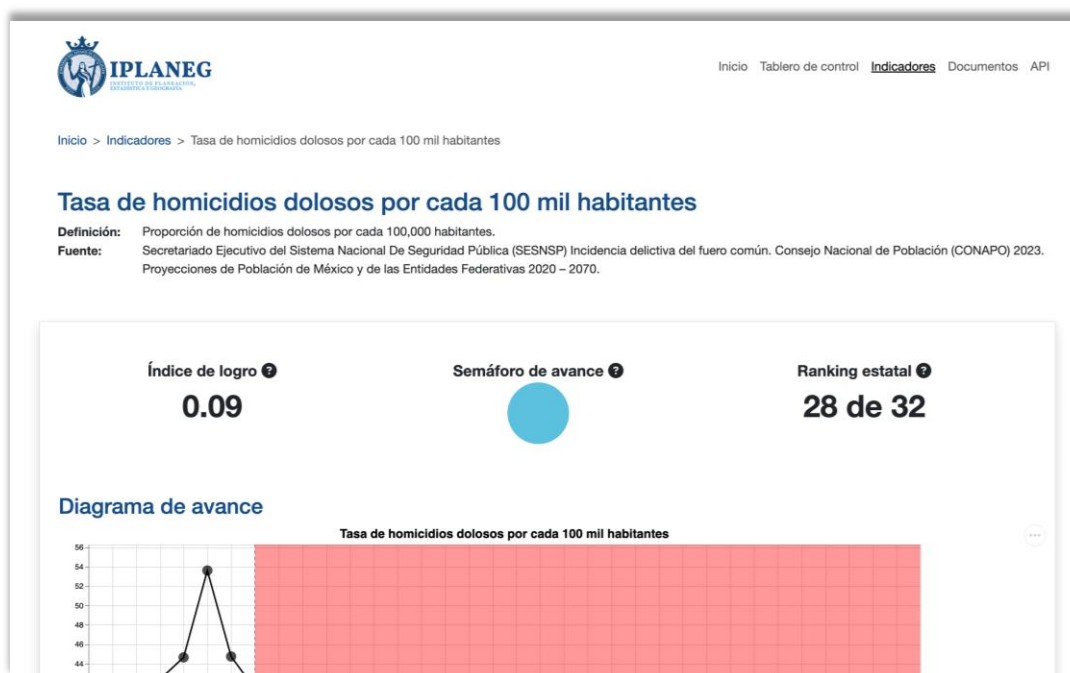 IPLANEG
INSTITUTO DE PLANEACIÓN,
ESTADÍSTICA Y GEOGRAFÍA
Inicio Tablero de control Indicadores Documentos API
Inicio > Indicadores > Tasa de homicidios dolosos por cada 100 mil habitantes
Tasa de homicidios dolosos por cada 100 mil habitantes
Definición: Proporción de homicidios dolosos por cada 100,000 habitantes.
Fuente: Secretariado Ejecutivo del Sistema Nacional De Seguridad Pública (SESNSP) Incidencia delictiva del fuero común. Consejo Nacional de Población (CONAPO) 2023.
Proyecciones de Población de México y de las Entidades Federativas 2020 – 2070.
Índice de logro ?
Semáforo de avance ?
Ranking estatal ?
0.09
28 de 32
Diagrama de avance
Tasa de homicidios dolosos por cada 100 mil habitantes
56
54
52
50
48
46
44